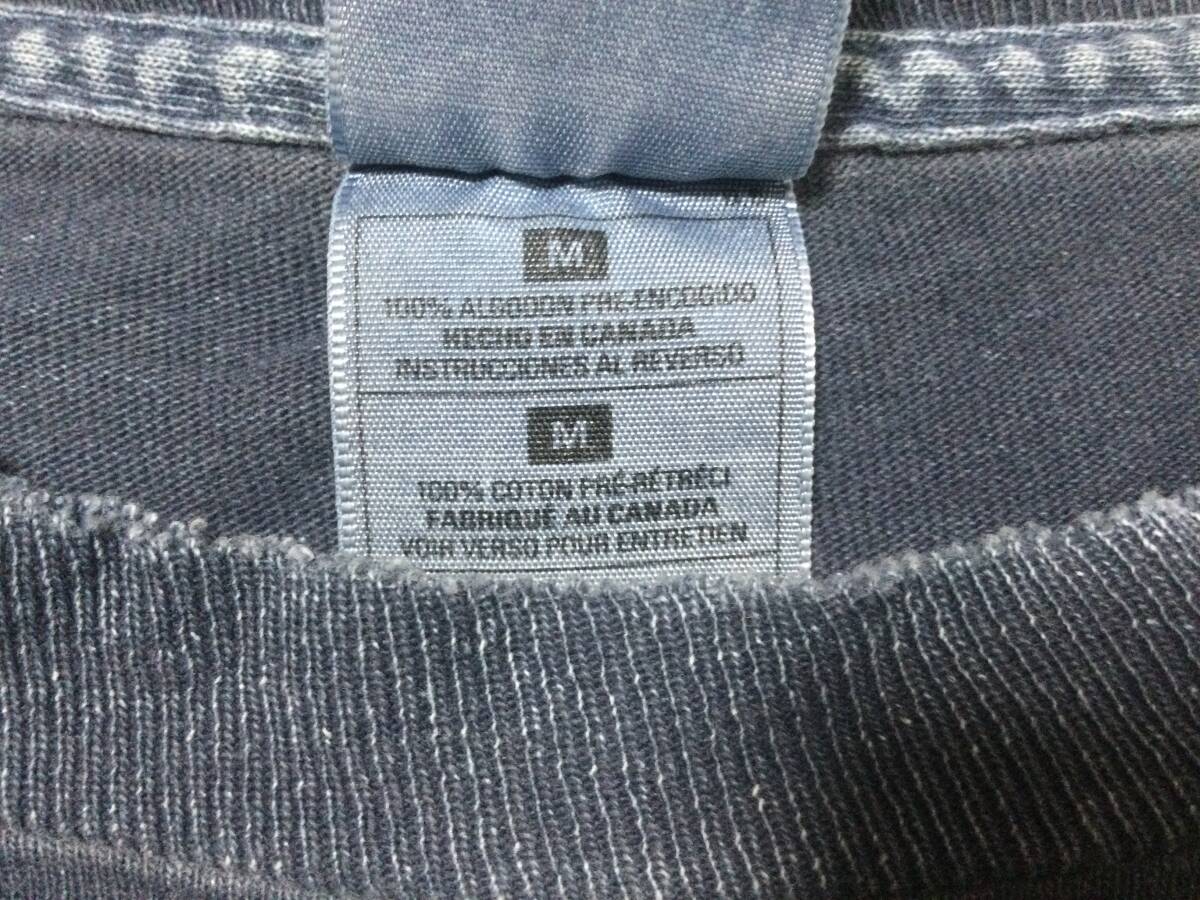 M
100% ALGODON PRE-ENCOGIDO
HECHO EN CANADA
INSTRUCCIONES AL REVERSO
M
100% COTON PRÉ-RÉTRÉCI
FABRIQUÉ AU CANADA
VOIR VERSO POUR ENTRETIEN